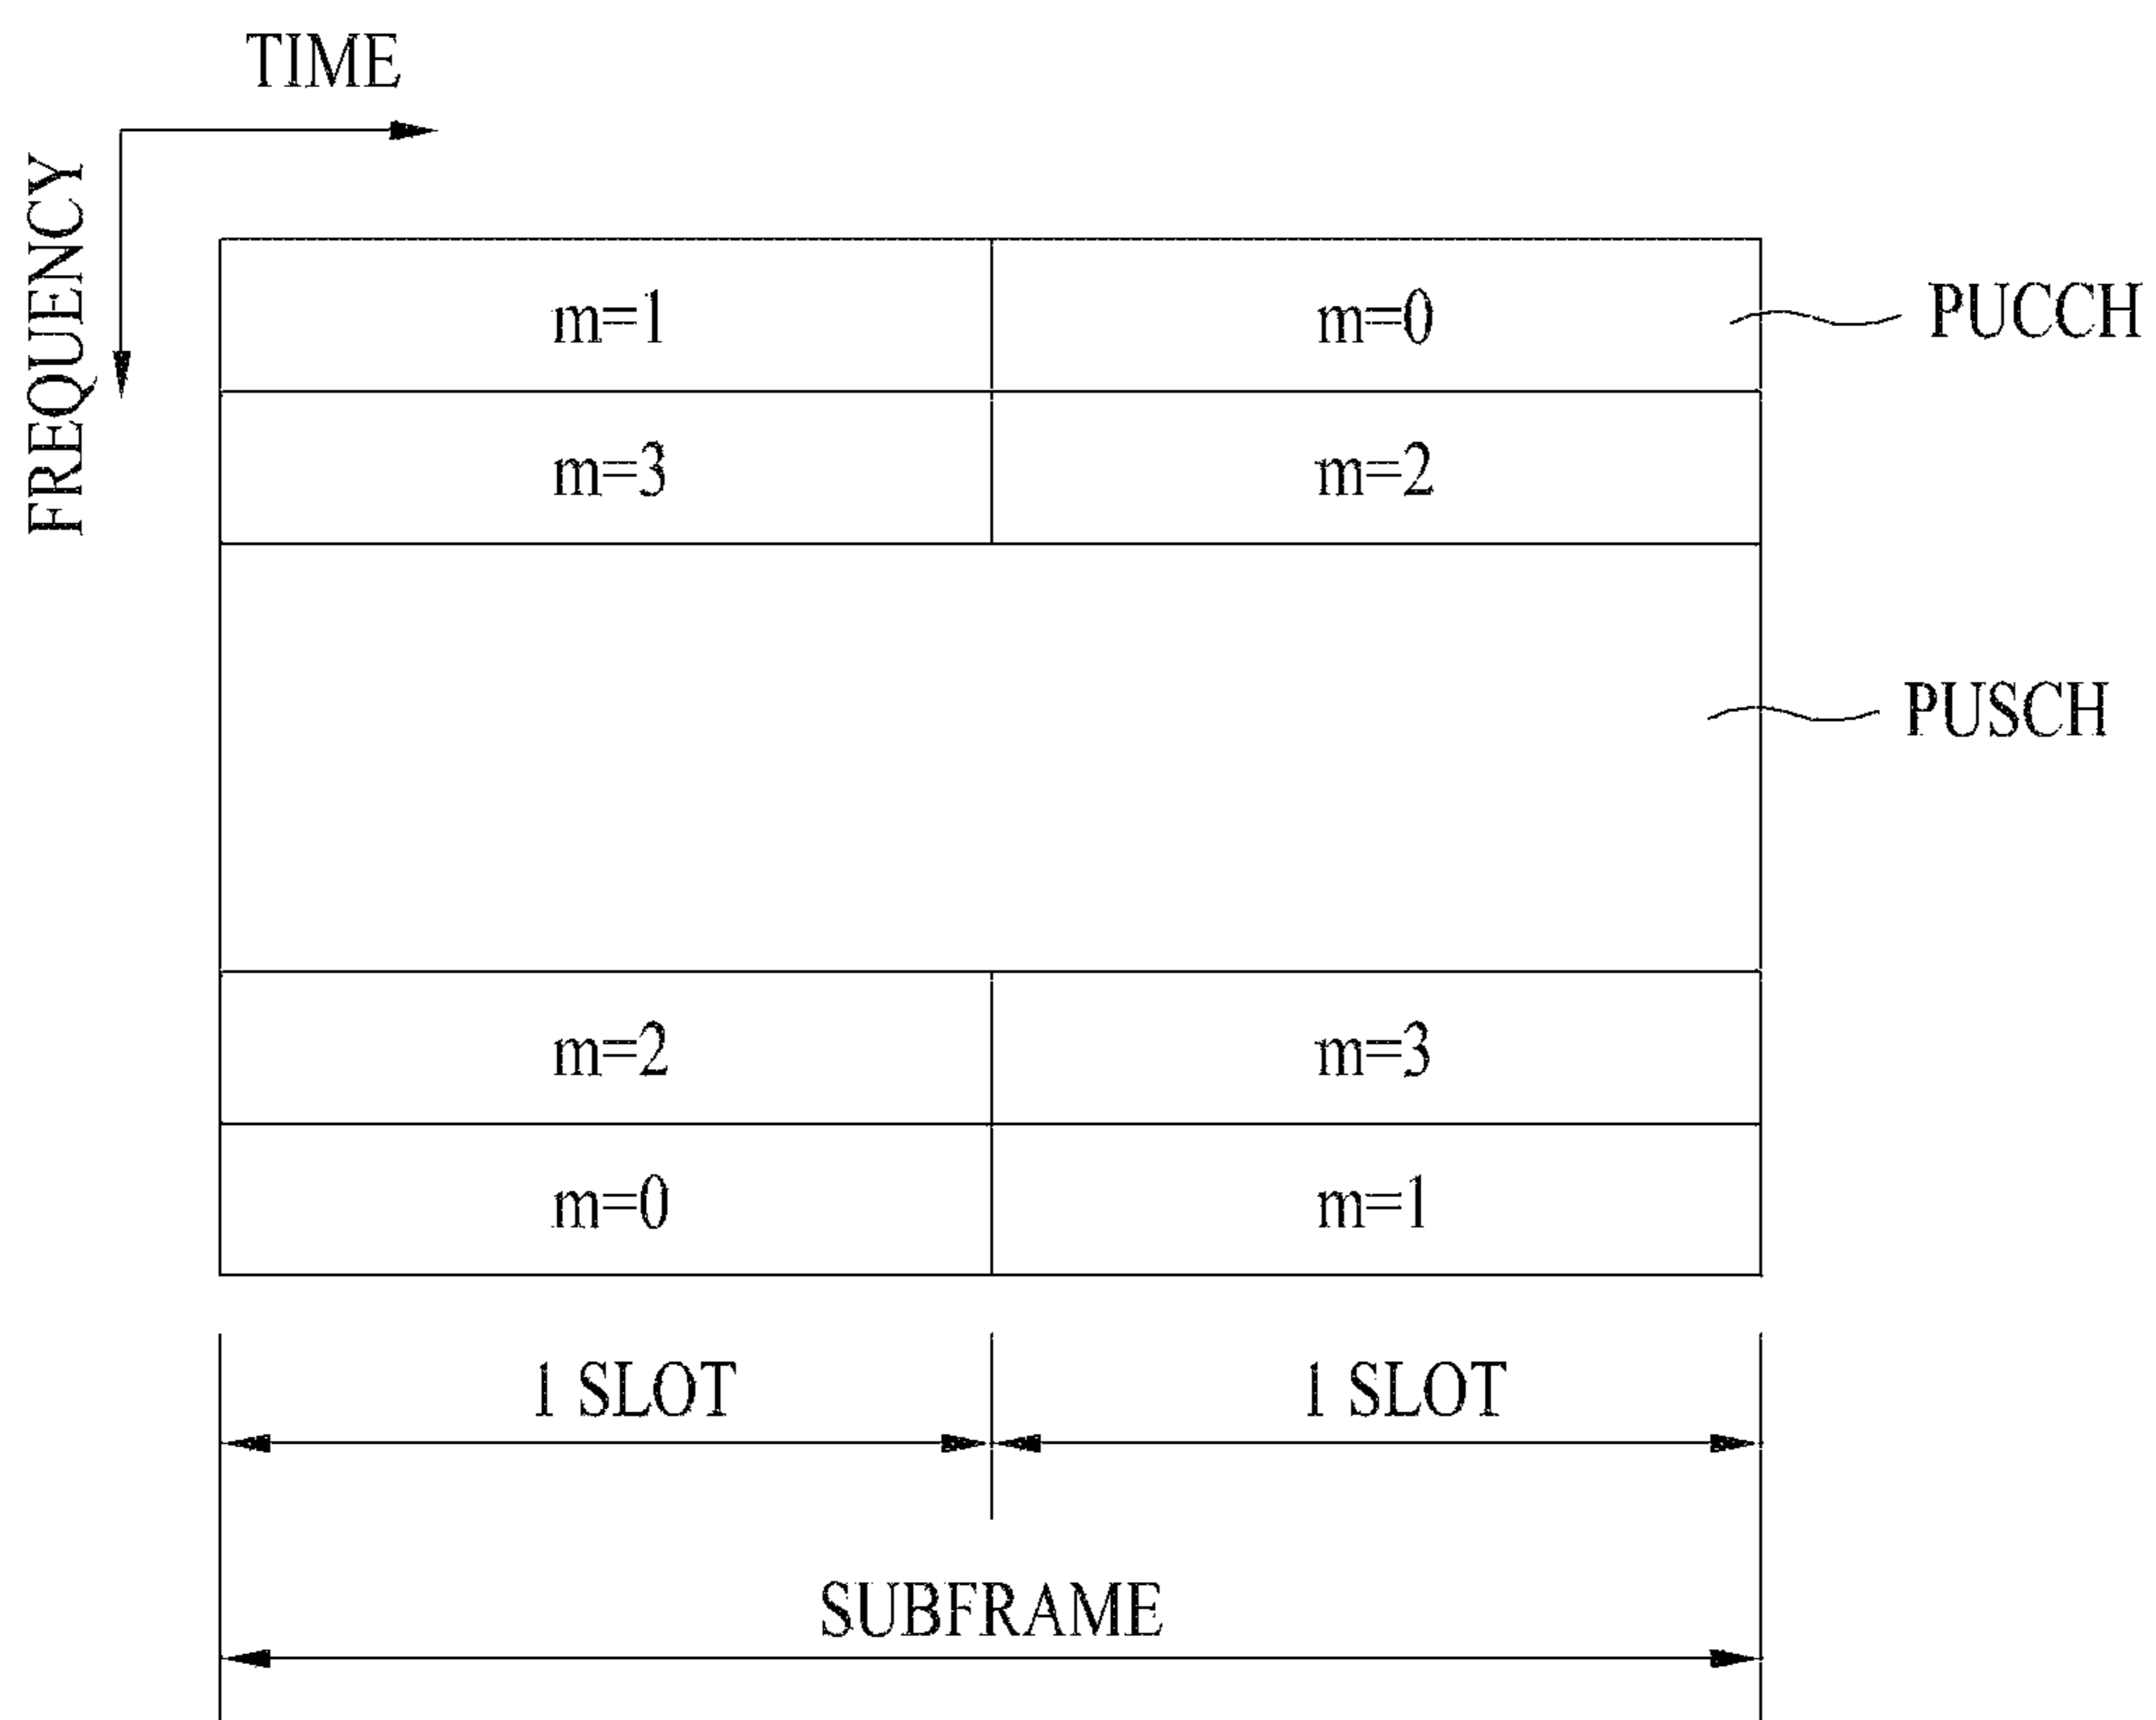 TIME
FREQUENCY
m=1 m=0 PUCCH
m=3 m=2
PUSCH
m=2 m=3
m=0 m=1
1 SLOT 1 SLOT
SUBFRAME